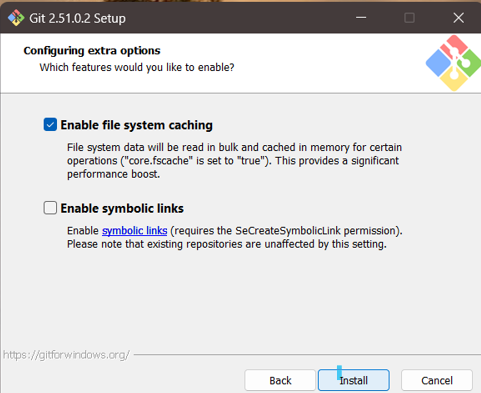 Git 2.51.0.2 Setup
Configuring extra options
Which features would you like to enable?
Enable file system caching
File system data will be read in bulk and cached in memory for certain
operations ("core.fscache" is set to "true"). This provides a significant
performance boost.
Enable symbolic links
Enable symbolic links (requires the SeCreateSymbolicLink permission).
Please note that existing repositories are unaffected by this setting.
https://gitforwindows.org/
Back Install Cancel